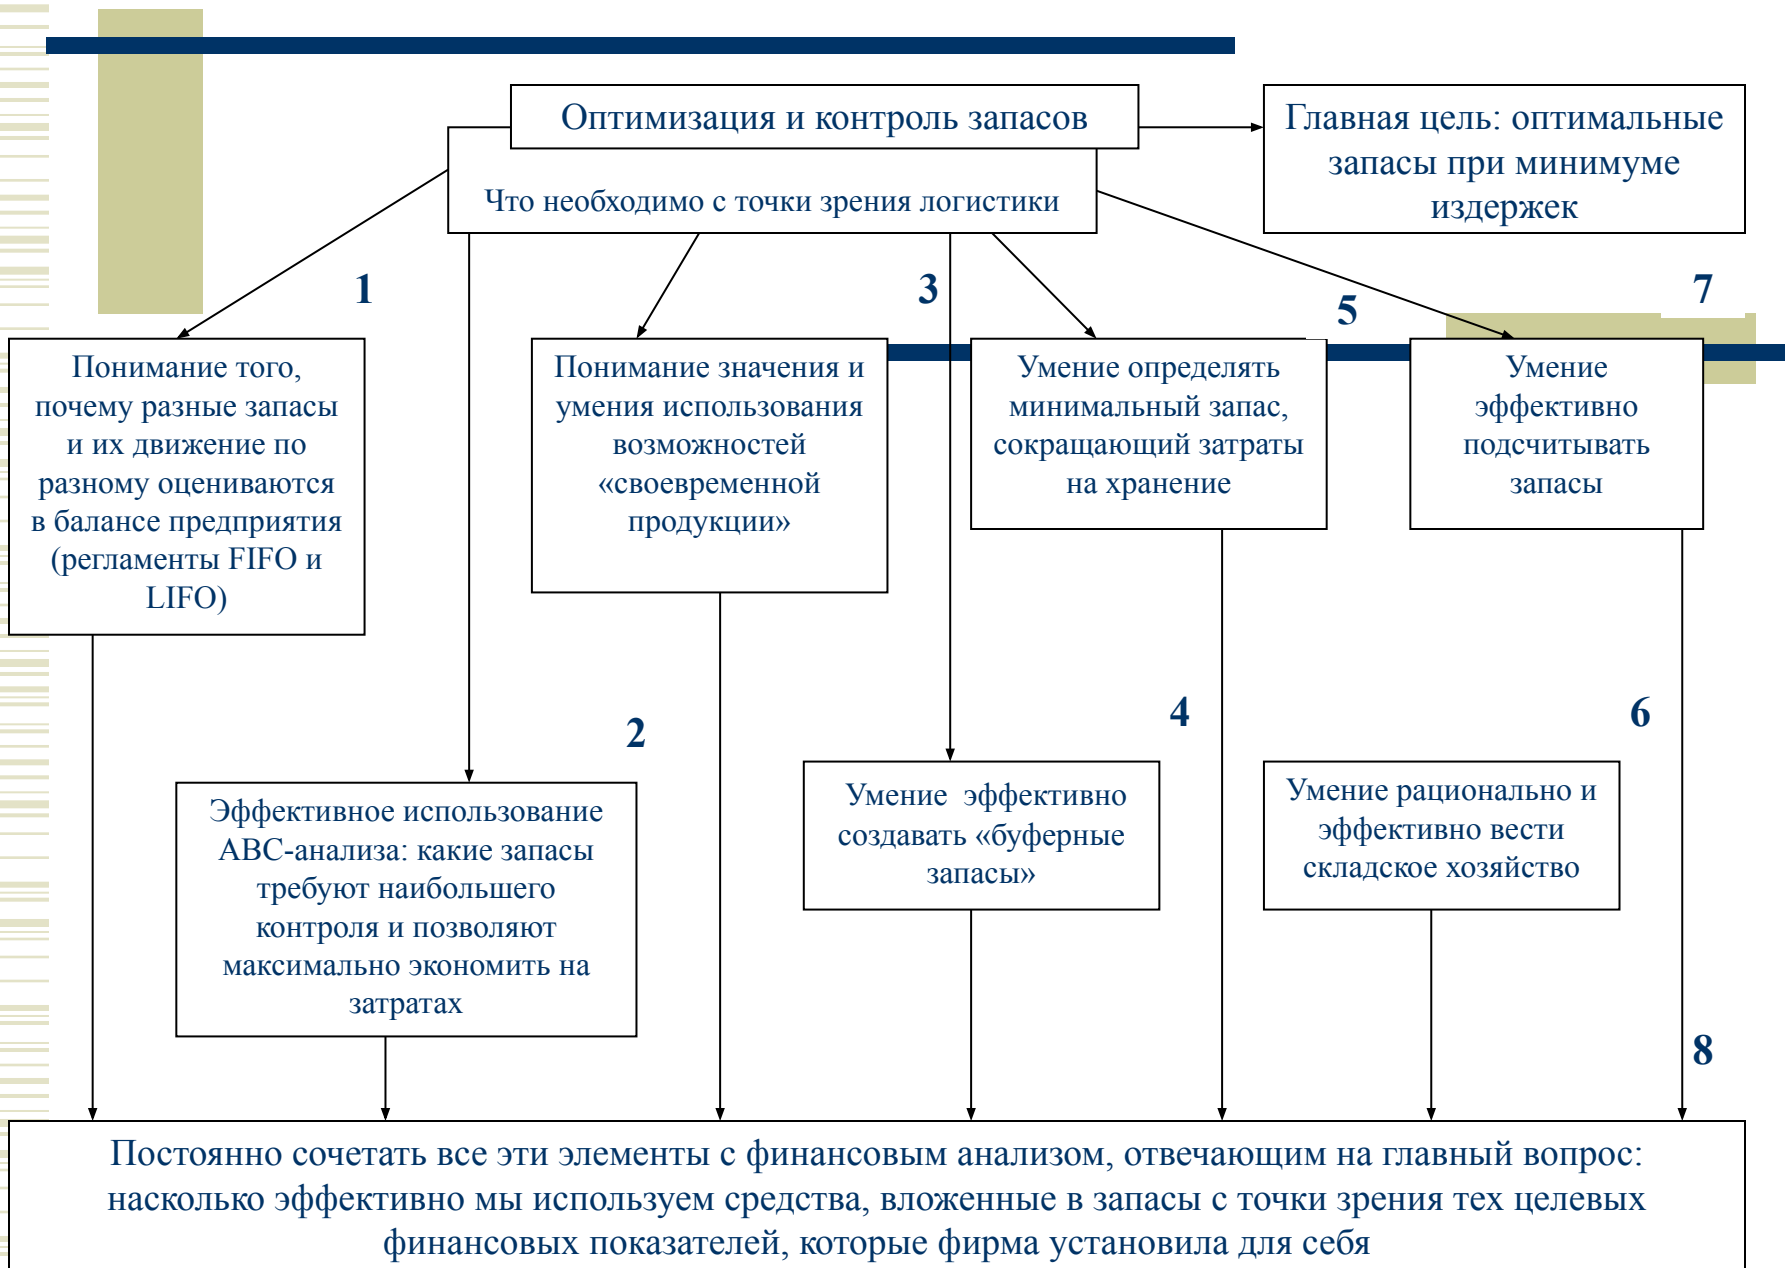 Оптимизация и контроль запасов
Главная цель: оптимальные
запасы при минимуме
издержек
Что необходимо с точки зрения логистики
1
Понимание того,
почему разные запасы
и их движение по
разному оцениваются
в балансе предприятия
(регламенты FIFO и
LIFO)
2
Эффективное использование
АВС-анализа: какие запасы
требуют наибольшего
контроля и позволяют
максимально экономить на
затратах
3
Понимание значения и
умения использования
возможностей
«своевременной
продукции»
4
Умение  эффективно
создавать «буферные
запасы»
5
Умение определять
минимальный запас,
сокращающий затраты
на хранение
6
Умение рационально и
эффективно вести
складское хозяйство
7
Умение
эффективно
подсчитывать
запасы
8
Постоянно сочетать все эти элементы с финансовым анализом, отвечающим на главный вопрос:
насколько эффективно мы используем средства, вложенные в запасы с точки зрения тех целевых
финансовых показателей, которые фирма установила для себя